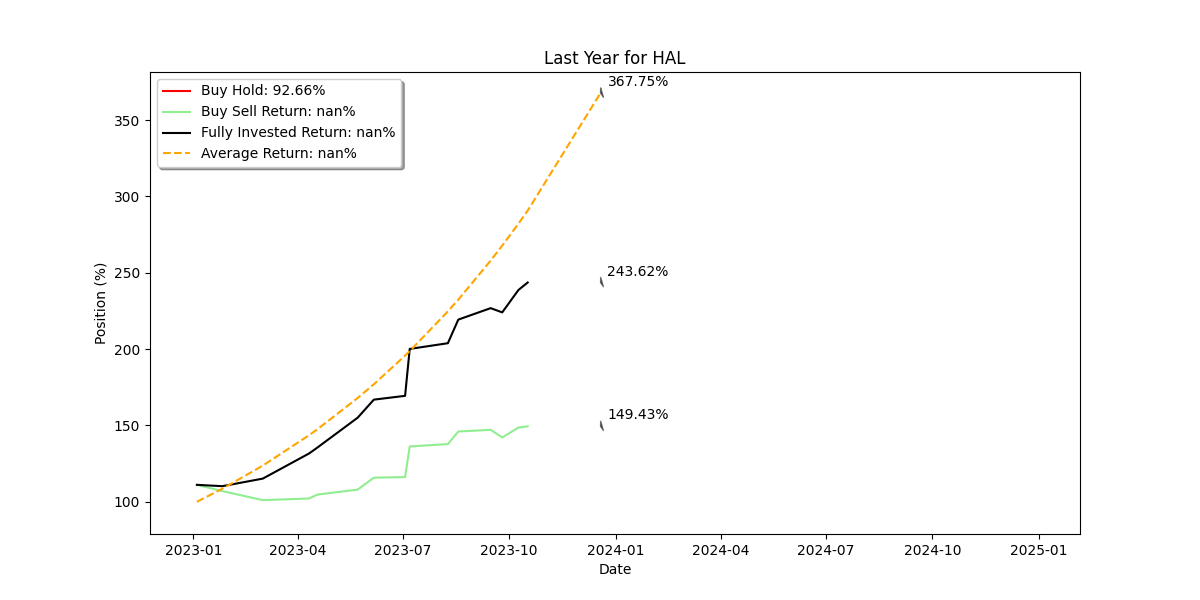 Last Year for HAL
Buy Hold: 92.66%
Buy Sell Return: nan%
Fully Invested Return: nan%
Average Return: nan%
367.75%
243.62%
149.43%
Position (%)
350
300
250
200
150
100
2023-01
2023-04
2023-07
2023-10
2024-01
2024-04
2024-07
2024-10
2025-01
Date